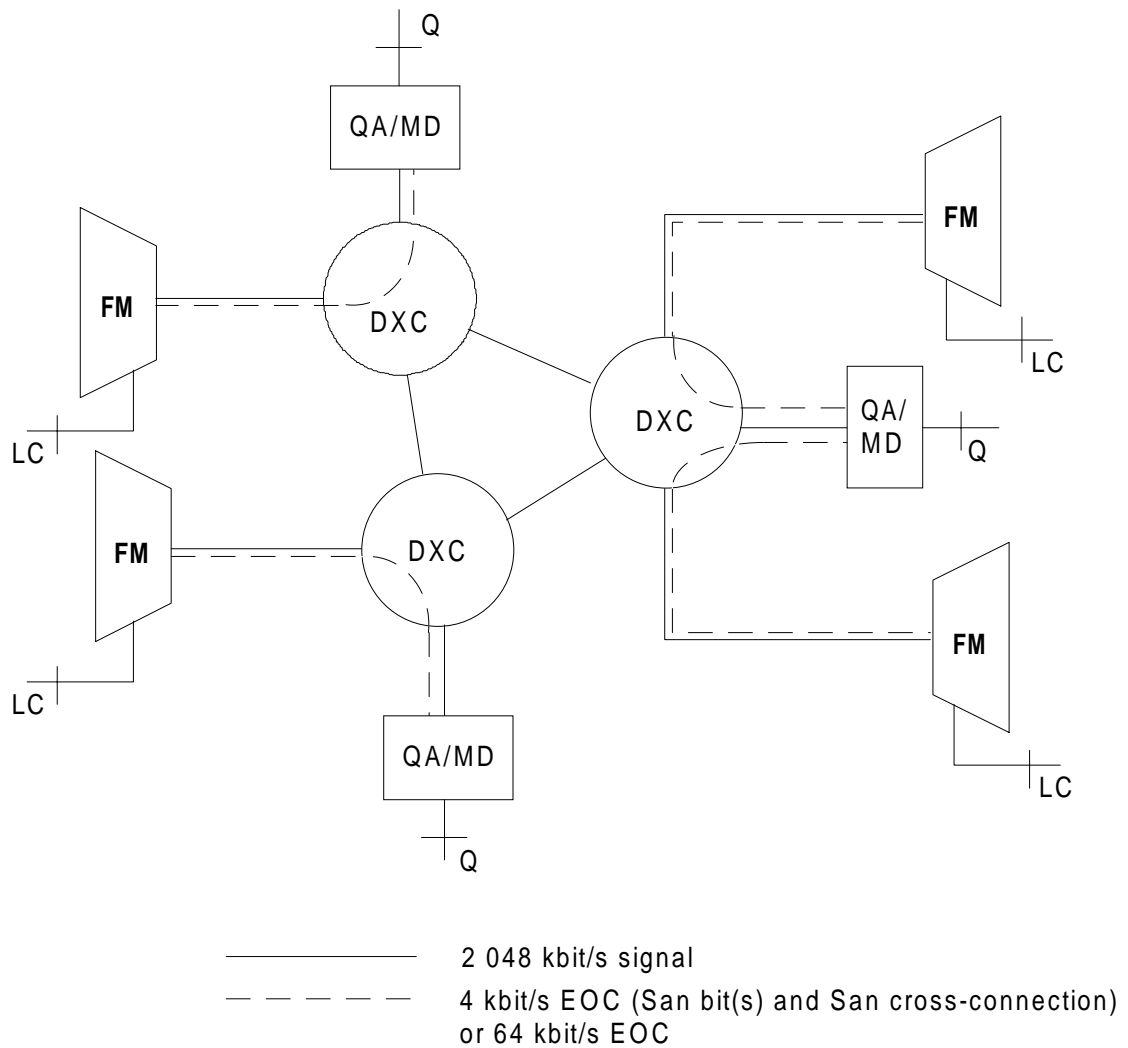 Q
QA/MD
FM
FM
DXC
LC
DXC
QA/
MD
LC
Q
FM
DXC
FM
LC
QA/MD
LC
Q
2 048 kbit/s signal
4 kbit/s EOC (San bit(s) and San cross-connection)
or 64 kbit/s EOC